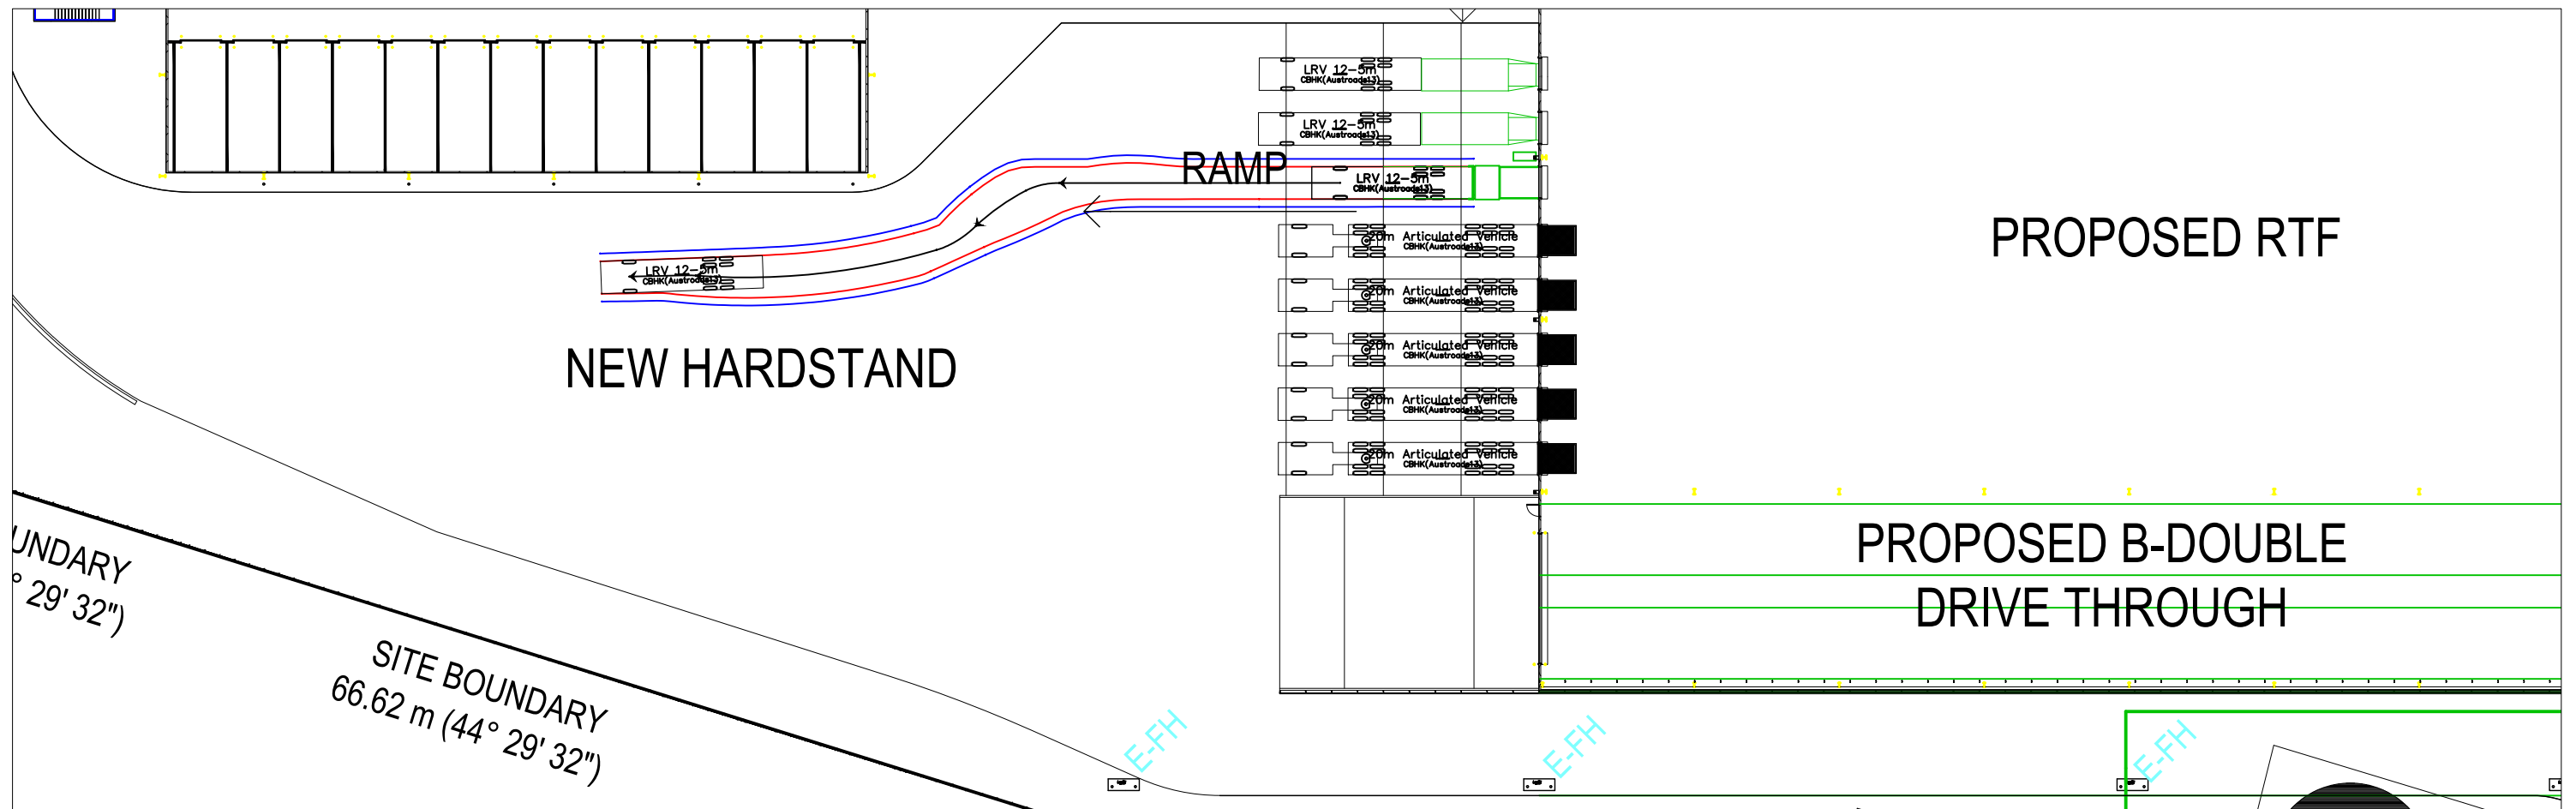 LRV 12-5m
CBHK(Austroads13)
LRV 12-5m
CBHK(Austroads13)
RAMP
LRV 12-5m
CBHK(Austroads13)
PROPOSED RTF
20m Articulated Vehicle
CBHK(Austroads13)
LRV 12-5m
CBHK(Austroads13)
20m Articulated Vehicle
CBHK(Austroads13)
NEW HARDSTAND
20m Articulated Vehicle
CBHK(Austroads13)
20m Articulated Vehicle
CBHK(Austroads13)
20m Articulated Vehicle
CBHK(Austroads13)
PROPOSED B-DOUBLE
DRIVE THROUGH
UNDARY
° 29' 32")
SITE BOUNDARY
66.62 m (44° 29' 32")
E-FH
E-FH
E-FH